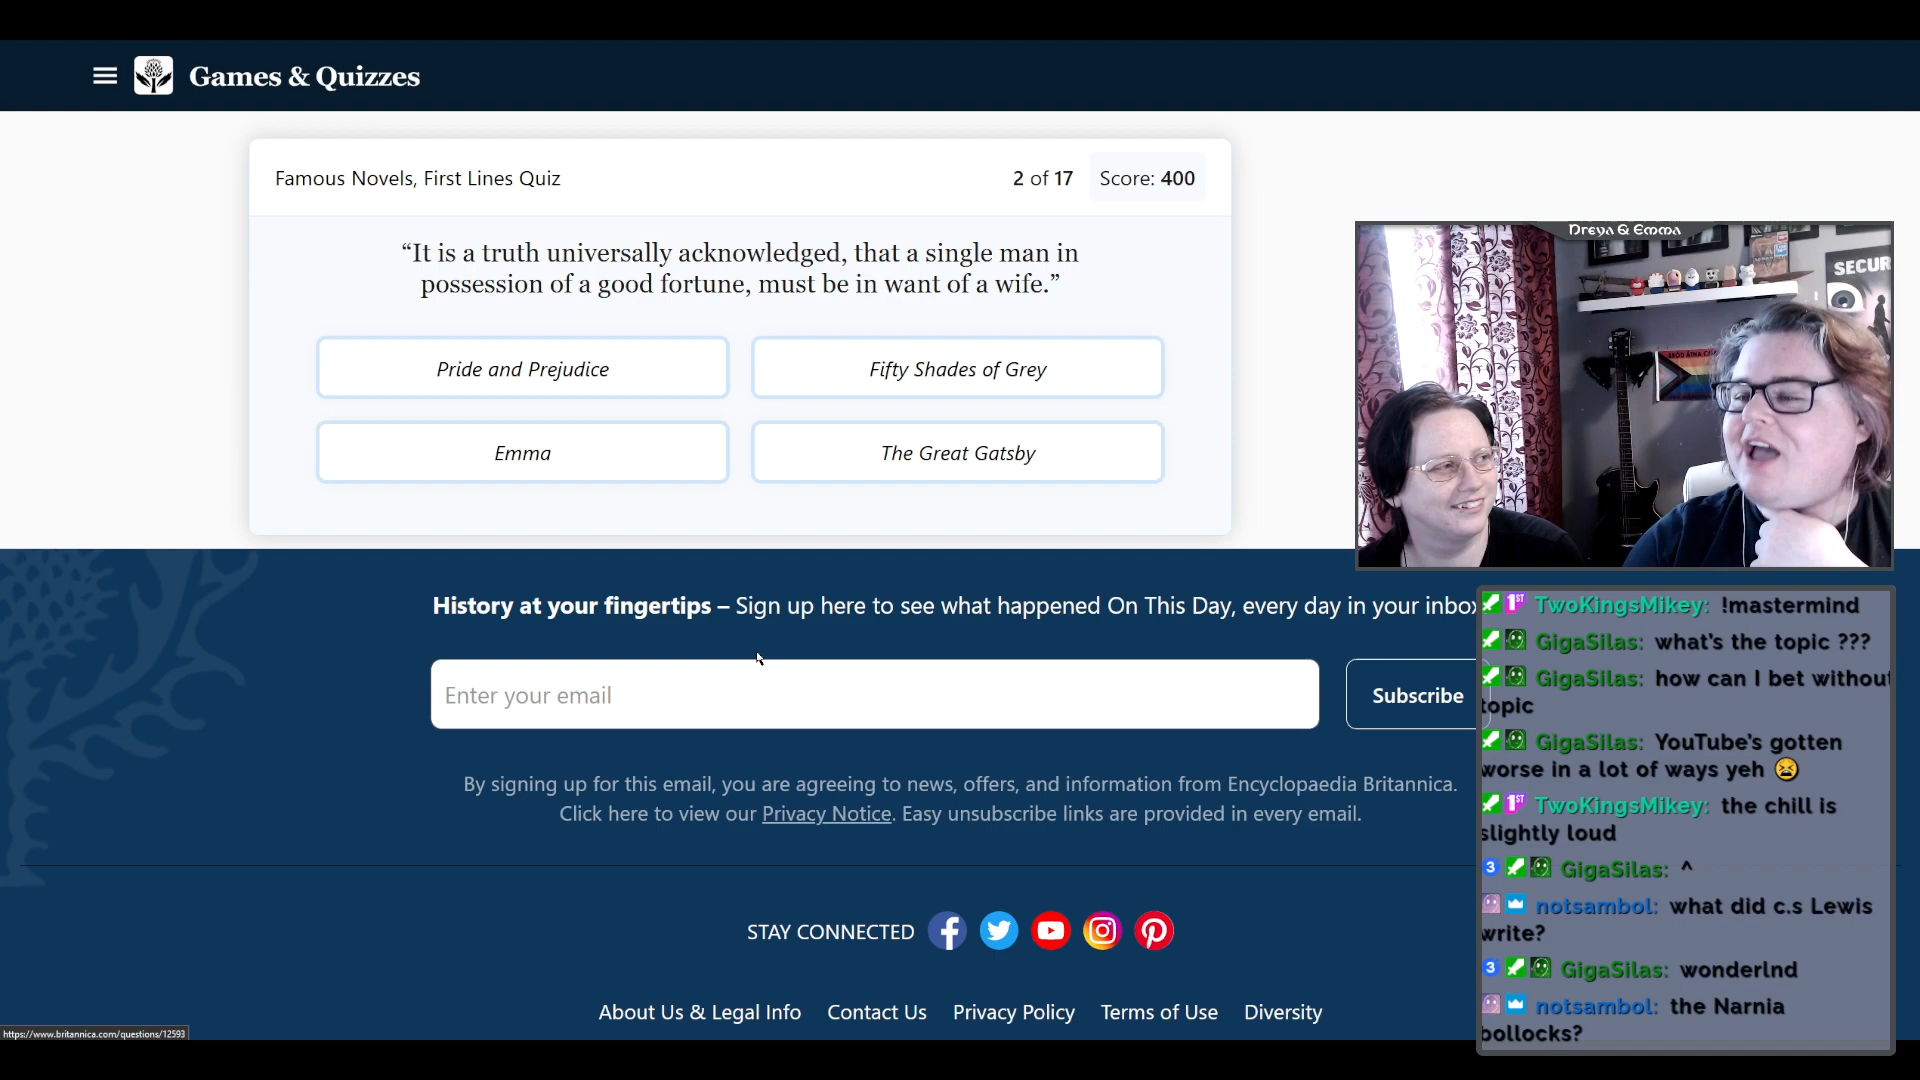 Games & Quizzes
Famous Novels, First Lines Quiz
2 of 17
Score: 400
“It is a truth universally acknowledged, that a single man in
possession of a good fortune, must be in want of a wife.”
Pride and Prejudice
Fifty Shades of Grey
Emma
The Great Gatsby
Dreya & Emma
SECUR
History at your fingertips – Sign up here to see what happened On This Day, every day in your inbox
Enter your email
Subscribe
By signing up for this email, you are agreeing to news, offers, and information from Encyclopaedia Britannica.
Click here to view our Privacy Notice. Easy unsubscribe links are provided in every email.
STAY CONNECTED
About Us & Legal Info
Contact Us
Privacy Policy
Terms of Use
Diversity
https://www.britannica.com/questions/12593
1ST TwoKingsMikey: !mastermind
GigaSilas: what's the topic ???
GigaSilas: how can I bet without
topic
GigaSilas: YouTube's gotten
worse in a lot of ways yeh 😫
1ST TwoKingsMikey: the chill is
slightly loud
3 GigaSilas: ^
notsambol: what did c.s Lewis
write?
3 GigaSilas: wonderlnd
notsambol: the Narnia
bollocks?